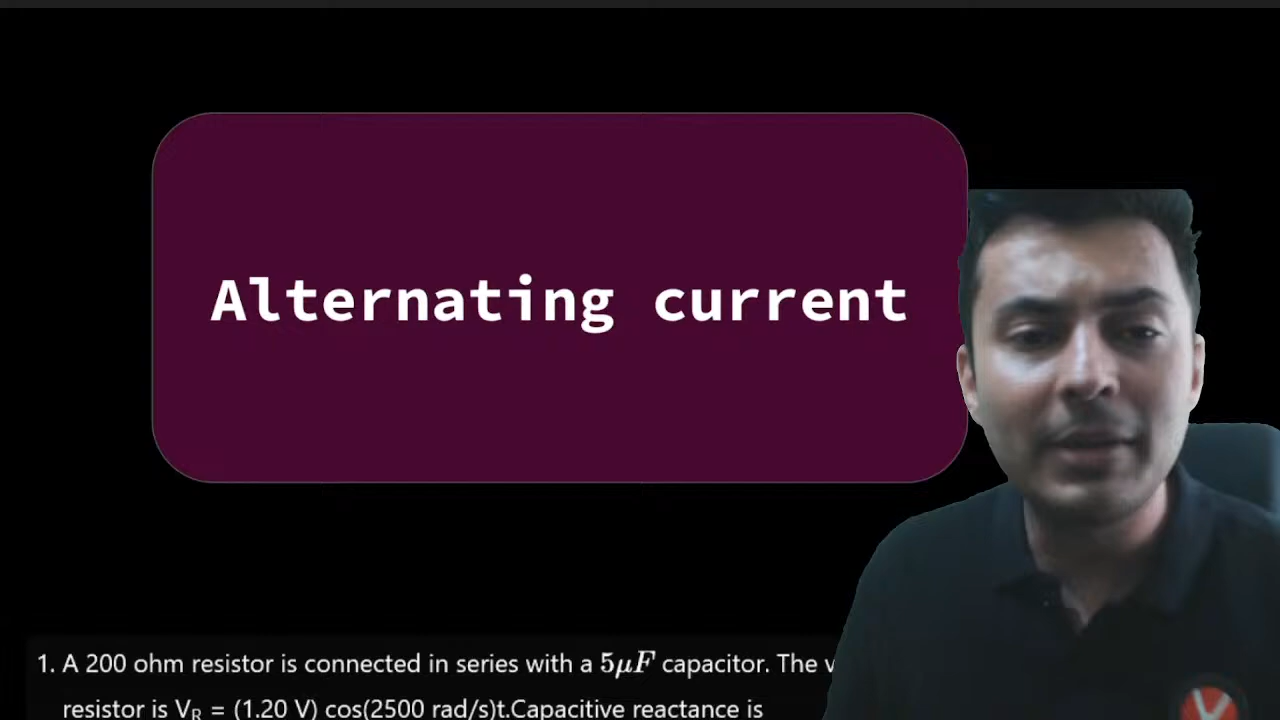 Alternating current
1. A 200 ohm resistor is connected in series with a 5μF capacitor. The
resistor is V_R = (1.20 V) cos(2500 rad/s)t.Capacitive reactance is